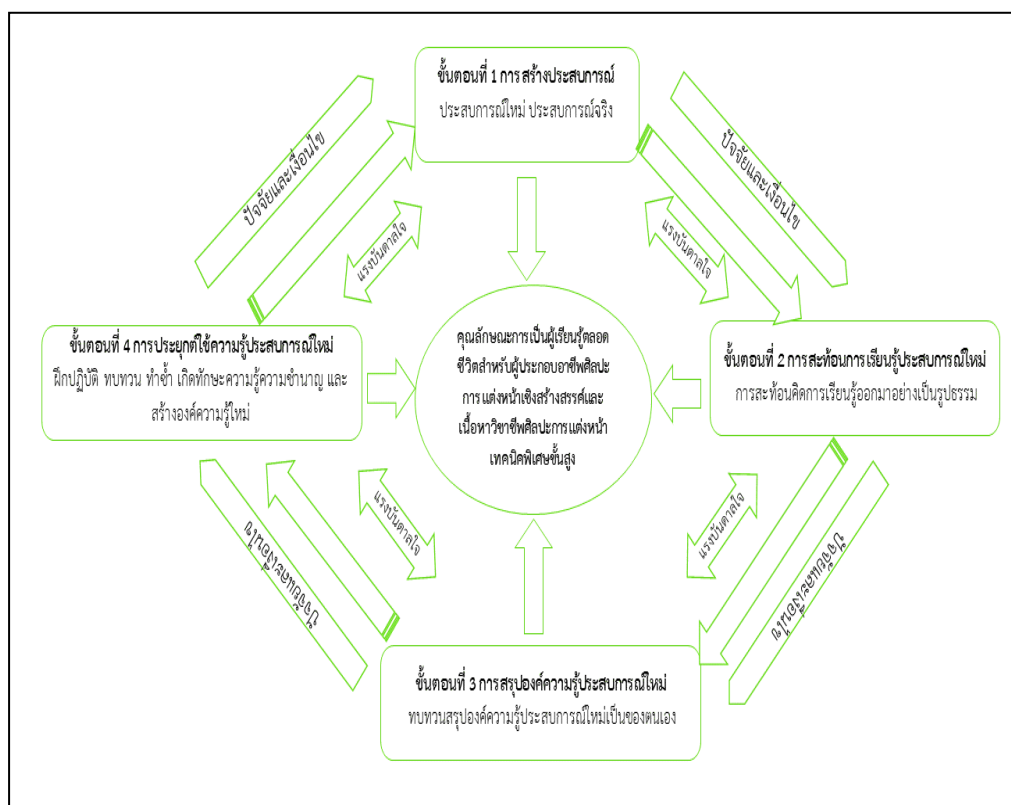 ขั้นตอนที่ 1 การสร้างประสบการณ์
ประสบการณ์ใหม่ ประสบการณ์จริง
ปัจจัยและเงื่อนไข
ปัจจัยและเงื่อนไข
แรงบันดาลใจ
แรงบันดาลใจ
ขั้นตอนที่ 4 การประยุกต์ใช้ความรู้ประสบการณ์ใหม่
ฝึกปฏิบัติ ทบทวน ทำซ้ำ เกิดทักษะความรู้ความชำนาญ และ
สร้างองค์ความรู้ใหม่
คุณลักษณะการเป็นผู้เรียนรู้ตลอด
ชีวิตสำหรับผู้ประกอบอาชีพศิลปะ
การแต่งหน้าเชิงสร้างสรรค์และ
เนื้อหาวิชาชีพศิลปะการแต่งหน้า
เทคนิคพิเศษขั้นสูง
ขั้นตอนที่ 2 การสะท้อนการเรียนรู้ประสบการณ์ใหม่
การสะท้อนคิดการเรียนรู้ออกมาอย่างเป็นรูปธรรม
แรงบันดาลใจ
แรงบันดาลใจ
ปัจจัยและเงื่อนไข
ปัจจัยและเงื่อนไข
ขั้นตอนที่ 3 การสรุปองค์ความรู้ประสบการณ์ใหม่
ทบทวนสรุปองค์ความรู้ประสบการณ์ใหม่เป็นของตนเอง